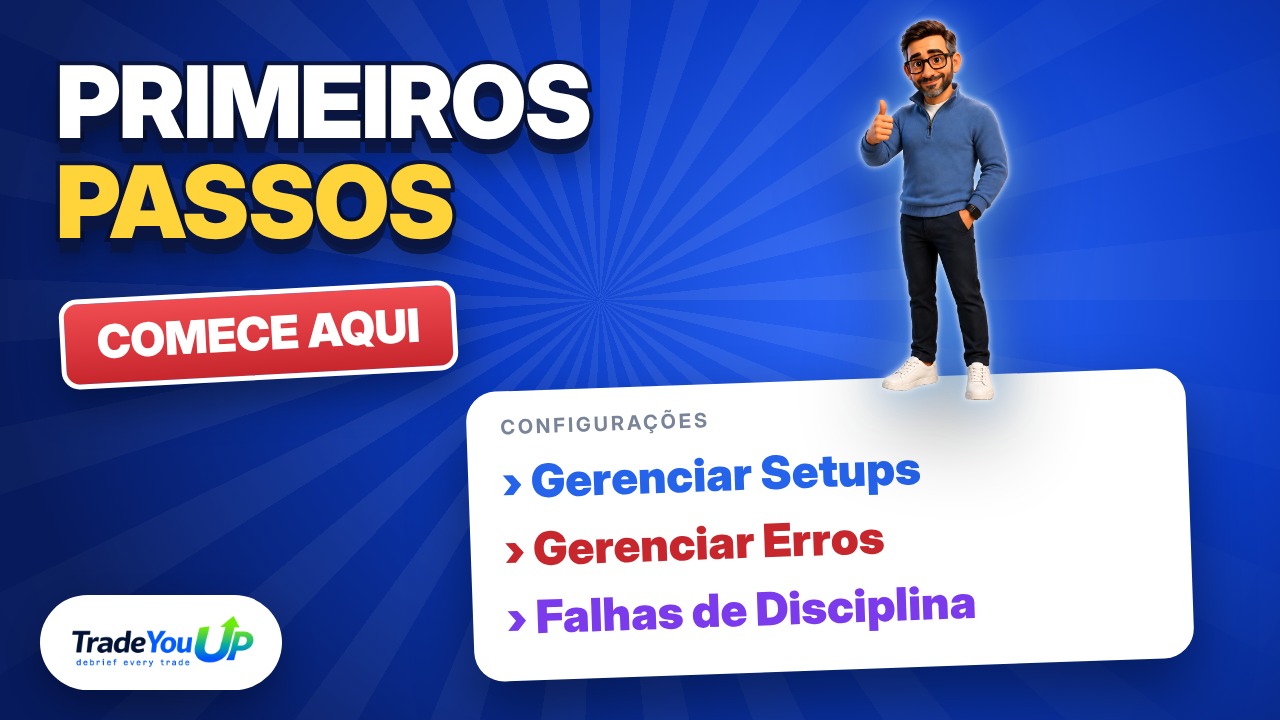 PRIMEIROS
PASSOS
COMECE AQUI
CONFIGURAÇÕES
› Gerenciar Setups
› Gerenciar Erros
› Falhas de Disciplina
TradeYouUP
debrief every trade